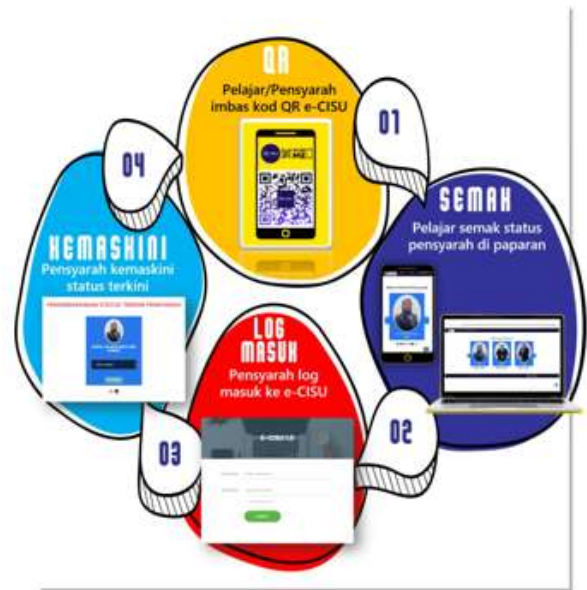 QR
Pelajar/Pensyarah
imbas kod QR e-CISU
01
SEMAK
Pelajar semak status
pensyarah di paparan
02
LOG
MASUK
Pensyarah log
masuk ke e-CISU
03
KEMASKINI
Pensyarah kemaskini
status terkini
04